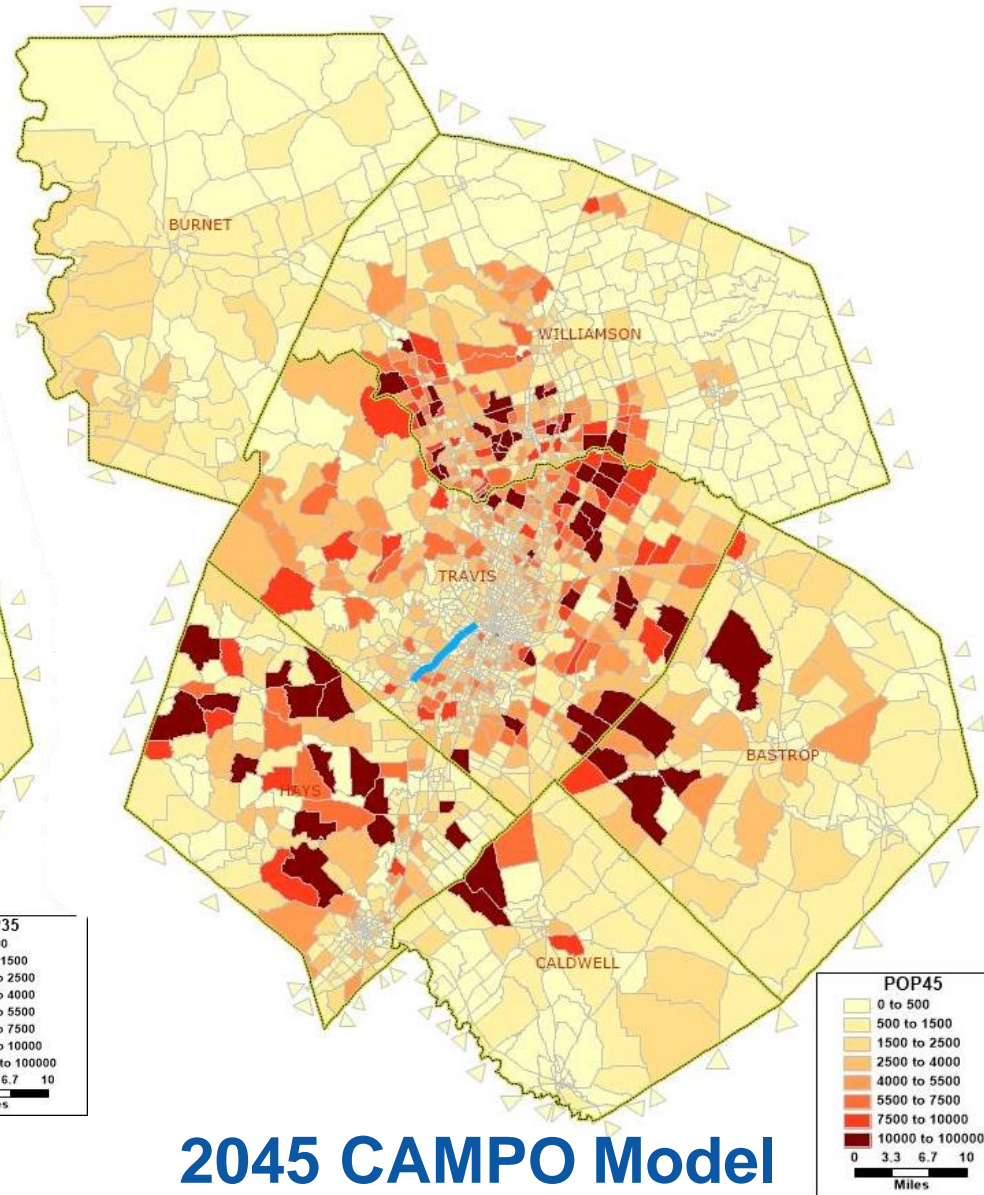 BURNET
WILLIAMSON
TRAVIS
BASTROP
HAYS
CALDWELL
35
0
1500
2500
4000
5500
7500
10000
to 100000
6.7 10
es
POP45
0 to 500
500 to 1500
1500 to 2500
2500 to 4000
4000 to 5500
5500 to 7500
7500 to 10000
10000 to 100000
0 3.3 6.7 10
Miles
2045 CAMPO Model